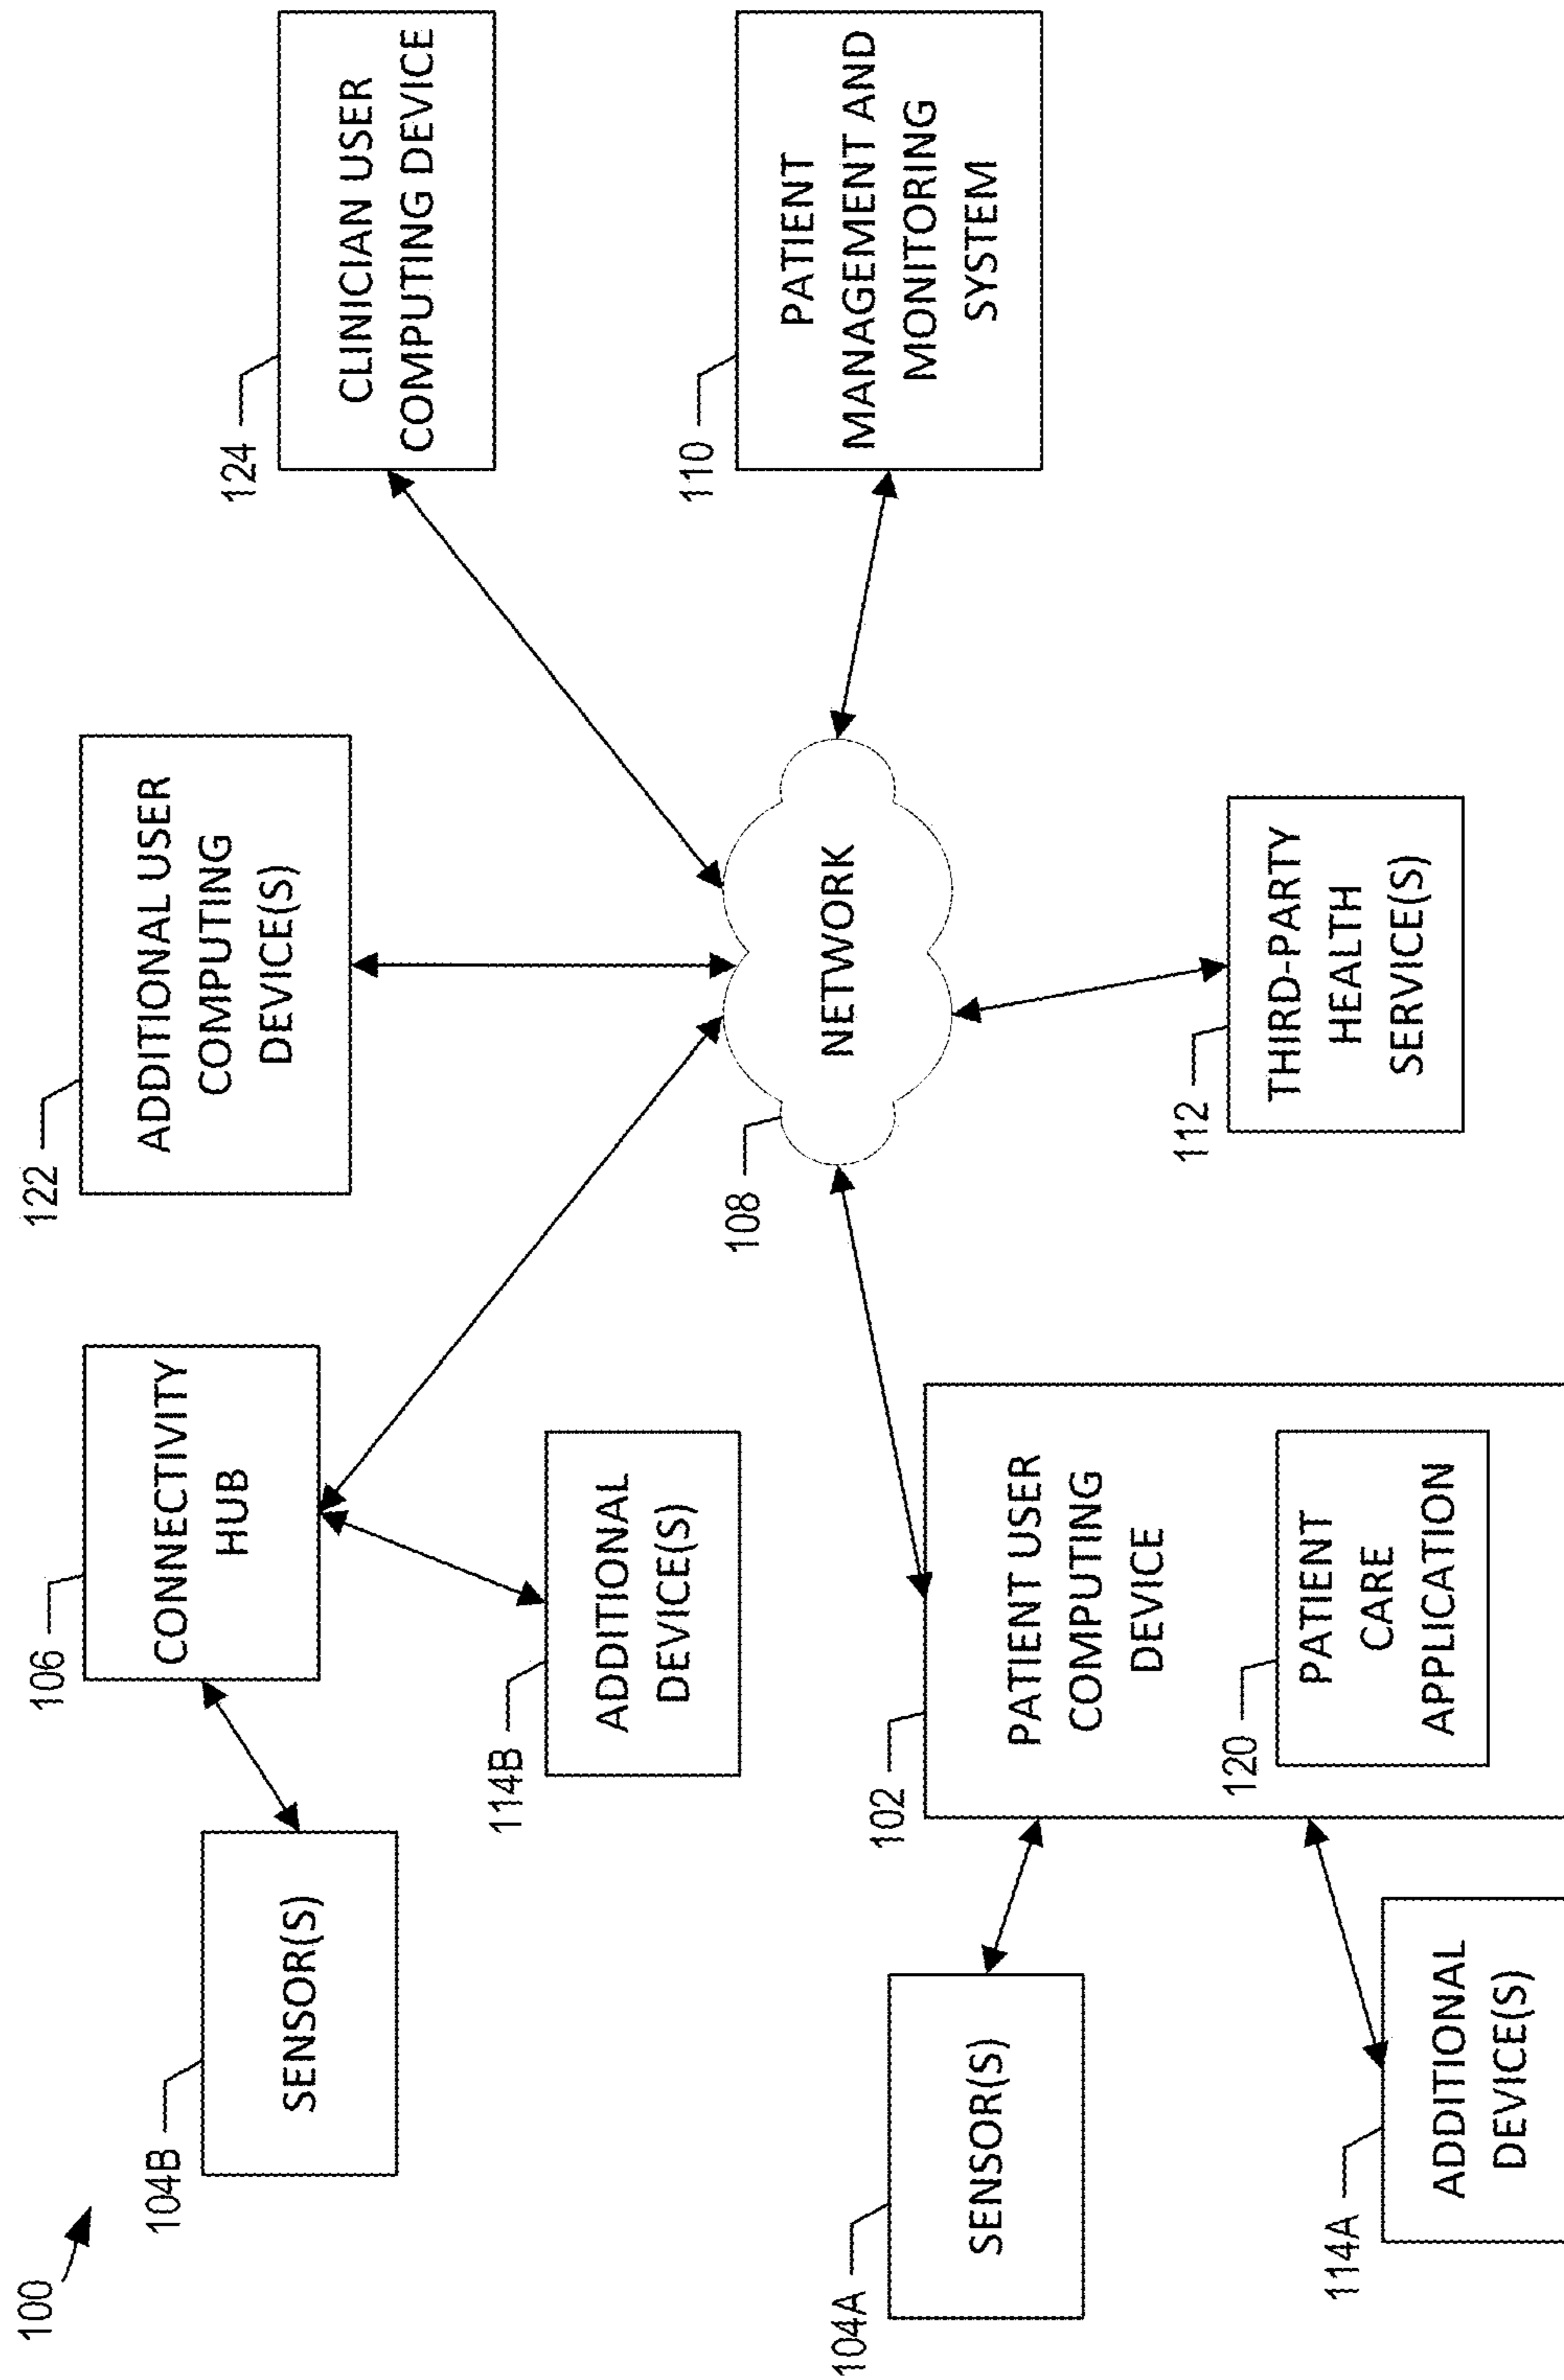 100
104B
SENSOR(S)
106
CONNECTIVITY
HUB
114B
ADDITIONAL
DEVICE(S)
122
ADDITIONAL USER
COMPUTING
DEVICE(S)
124
CLINICIAN USER
COMPUTING DEVICE
108
NETWORK
110
PATIENT
MANAGEMENT AND
MONITORING
SYSTEM
104A
SENSOR(S)
102
PATIENT USER
COMPUTING
DEVICE
120
PATIENT
CARE
APPLICATION
112
THIRD-PARTY
HEALTH
SERVICE(S)
114A
ADDITIONAL
DEVICE(S)